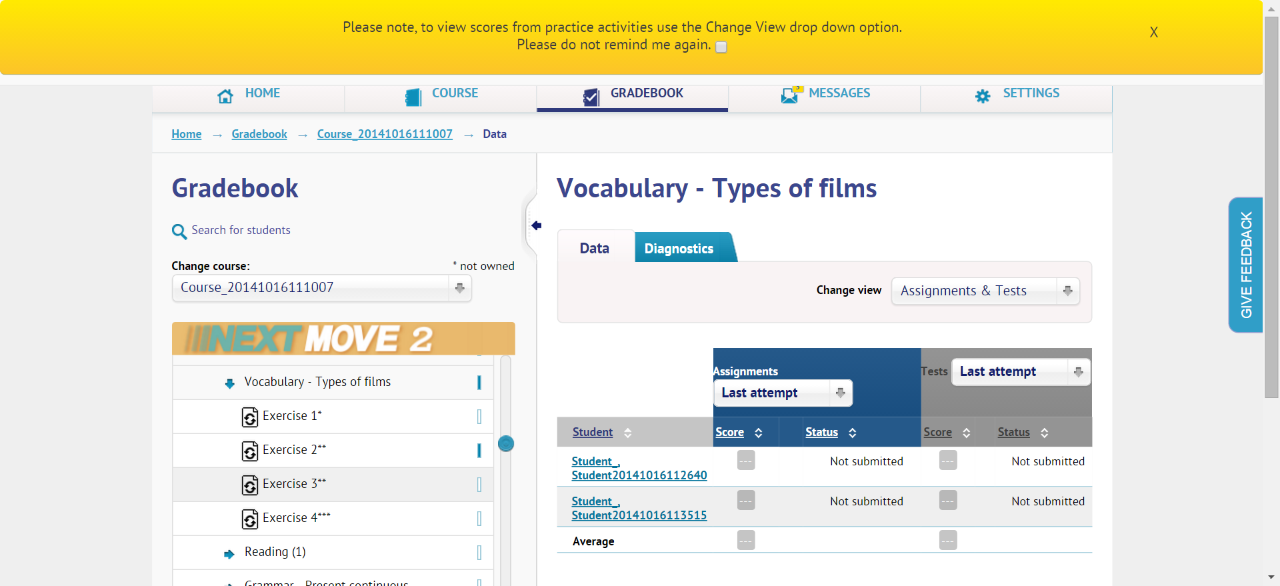 Please note, to view scores from practice activities use the Change View drop down option.
Please do not remind me again.
X
HOME
COURSE
GRADEBOOK
MESSAGES
SETTINGS
Home → Gradebook → Course_20141016111007 → Data
Gradebook
Search for students
Change course:
* not owned
Course_20141016111007
NEXT MOVE 2
Vocabulary - Types of films
Exercise 1*
Exercise 2**
Exercise 3**
Exercise 4***
Reading (1)
Grammar - Present continuous
Vocabulary - Types of films
Data
Diagnostics
Change view
Assignments & Tests
Assignments
Last attempt
Tests
Last attempt
Student Score Status Score Status
Student_,
Student20141016112640
--- Not submitted --- Not submitted
Student_,
Student20141016113515
--- Not submitted --- Not submitted
Average --- ---
GIVE FEEDBACK